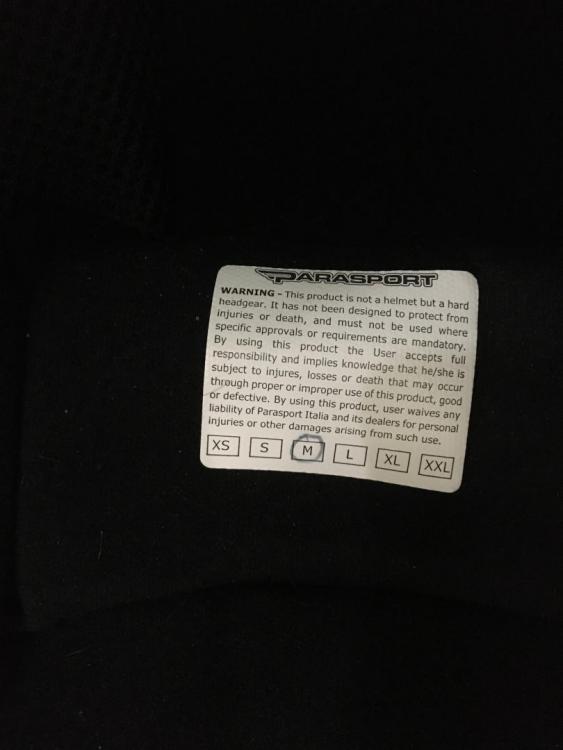 PARASPORT
WARNING - This product is not a helmet but a hard
headgear. It has not been designed to protect from
injuries or death, and must not be used where
specific approvals or requirements are mandatory.
By using this product the User accepts full
responsibility and implies knowledge that he/she is
subject to injuries, losses or death that may occur
through proper or improper use of this product, good
or defective. By using this product, user waives any
liability of Parasport Italia and its dealers for personal
injuries or other damages arising from such use.
XS S M L XL XXL